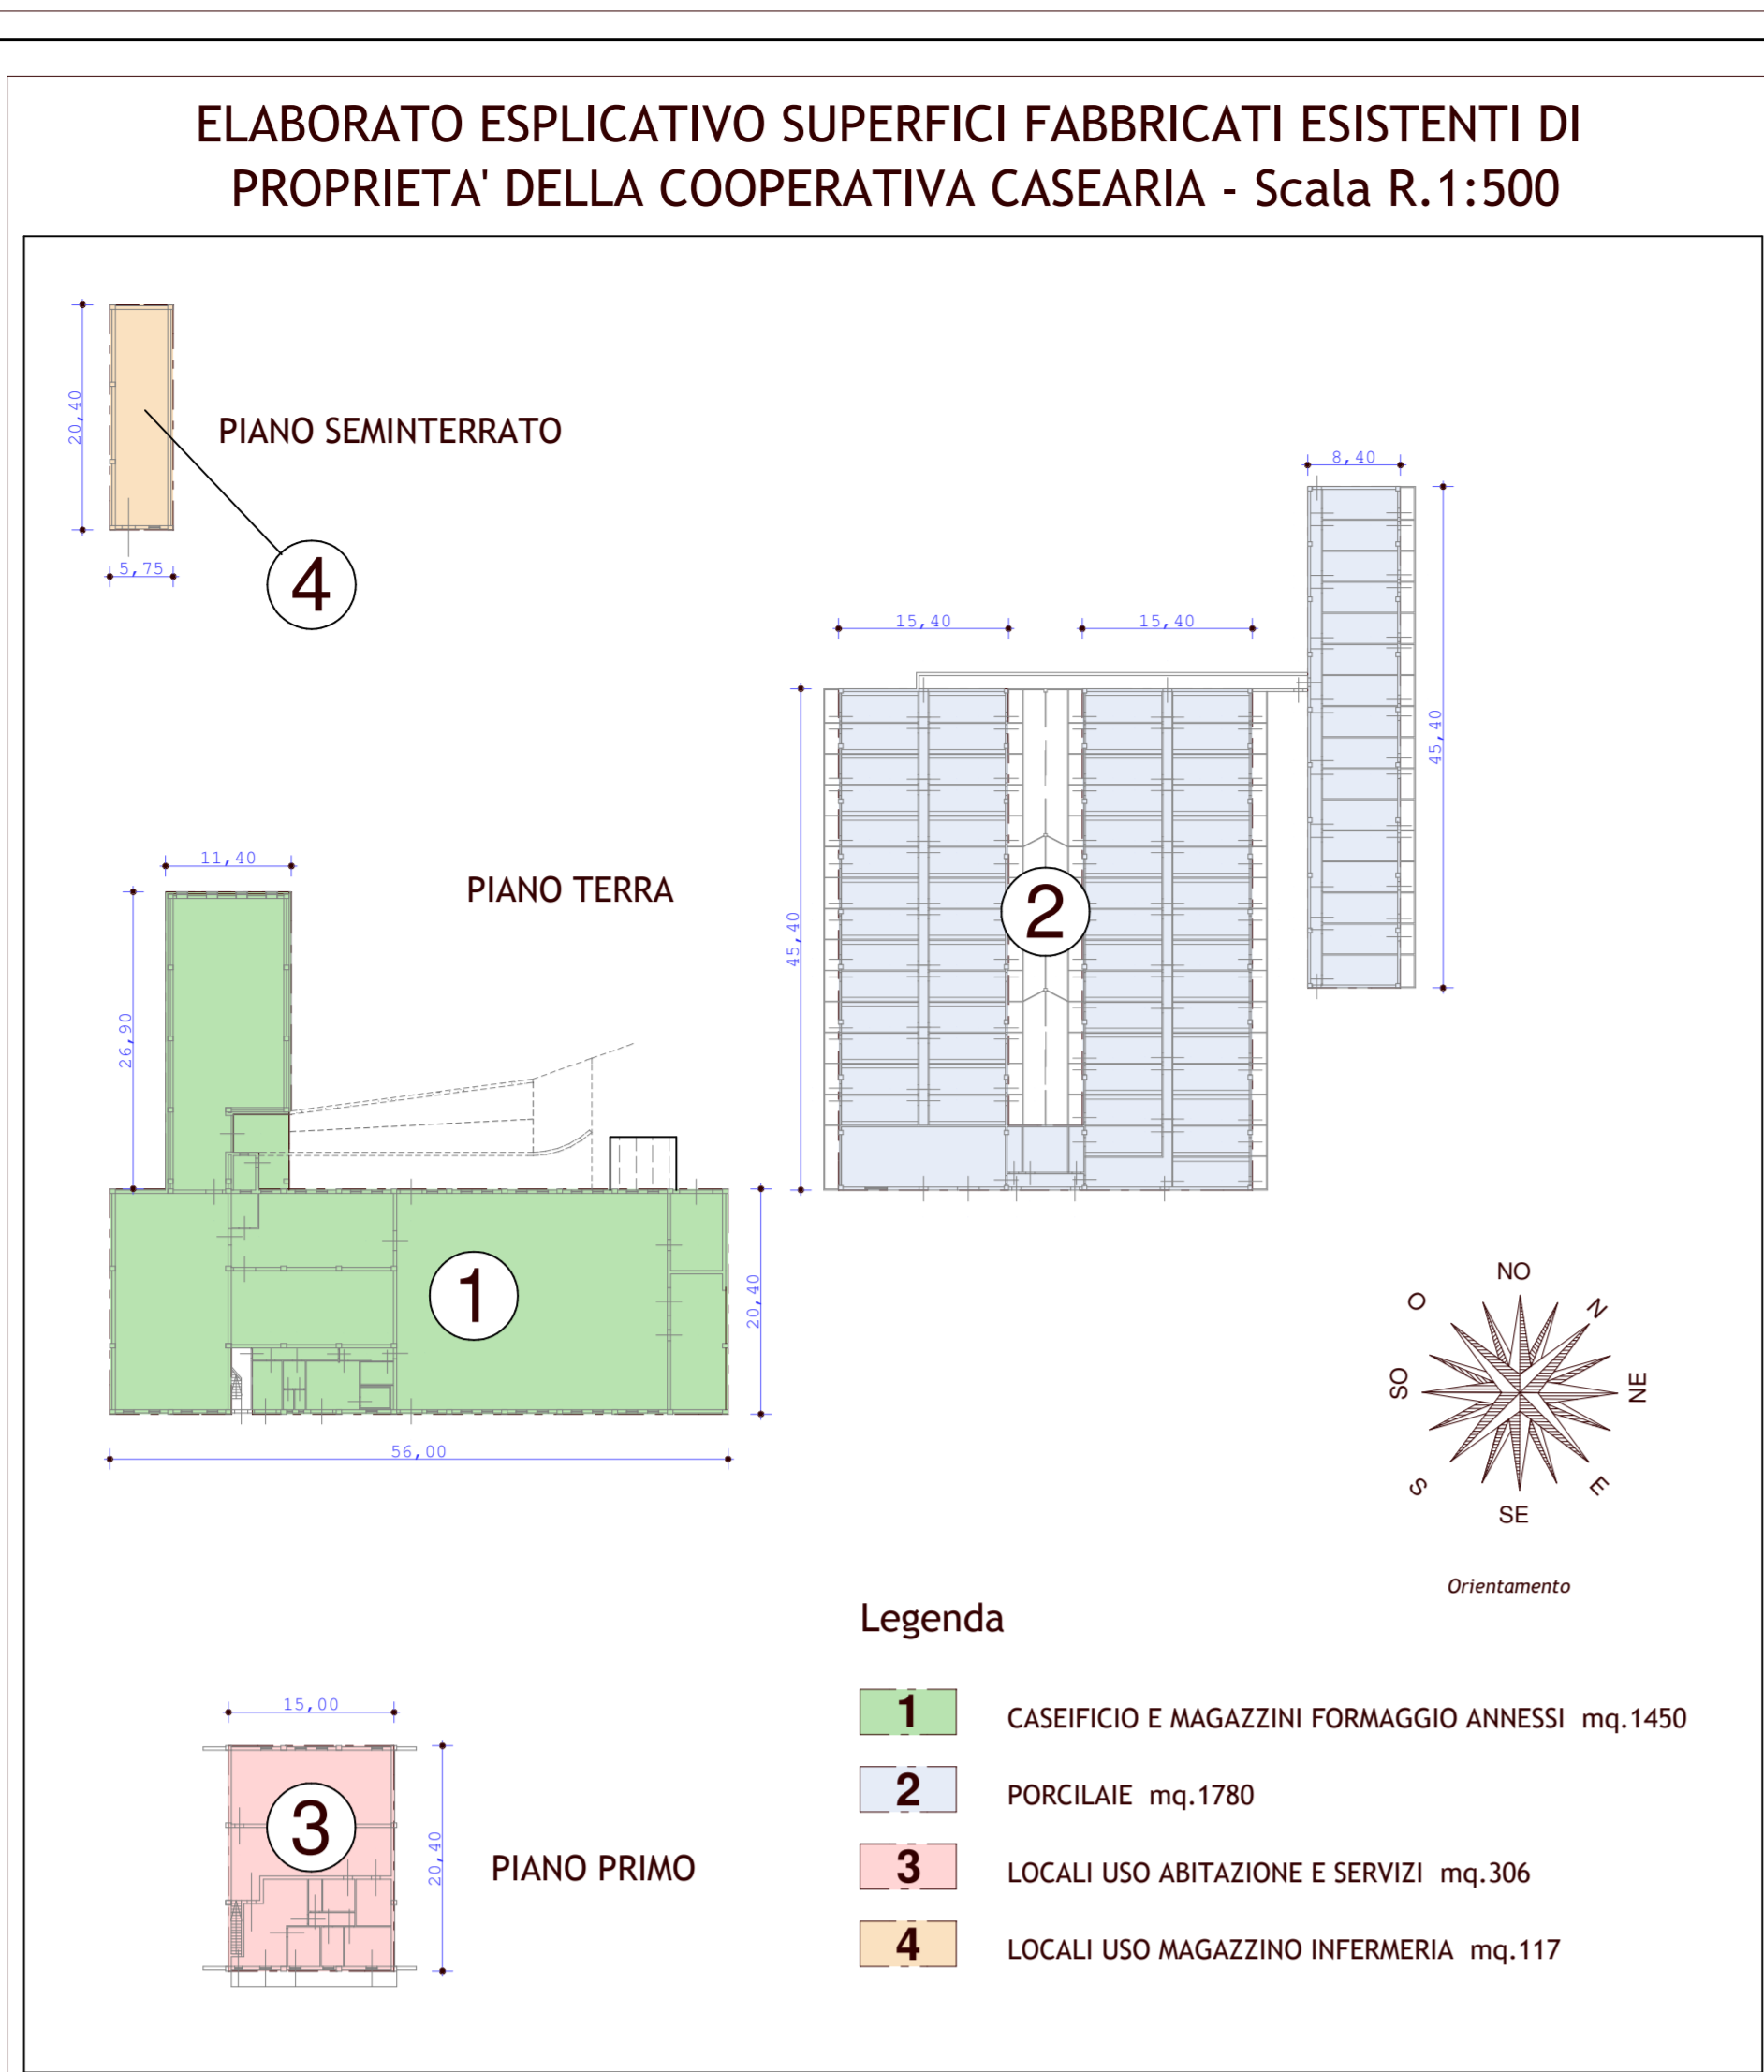 ELABORATO ESPLICATIVO SUPERFICI FABBRICATI ESISTENTI DI
PROPRIETA' DELLA COOPERATIVA CASEARIA - Scala R.1:500
20,40
PIANO SEMINTERRATO
5,75
4
8,40
15,40
15,40
45,40
11,40
PIANO TERRA
2
45,40
26,90
1
20,40
56,00
NO
N
NE
E
SE
S
SO
O
Orientamento
Legenda
1 CASEIFICIO E MAGAZZINI FORMAGGIO ANNESSI mq.1450
2 PORCILAIE mq.1780
3 LOCALI USO ABITAZIONE E SERVIZI mq.306
4 LOCALI USO MAGAZZINO INFERMERIA mq.117
15,00
3
20,40
PIANO PRIMO